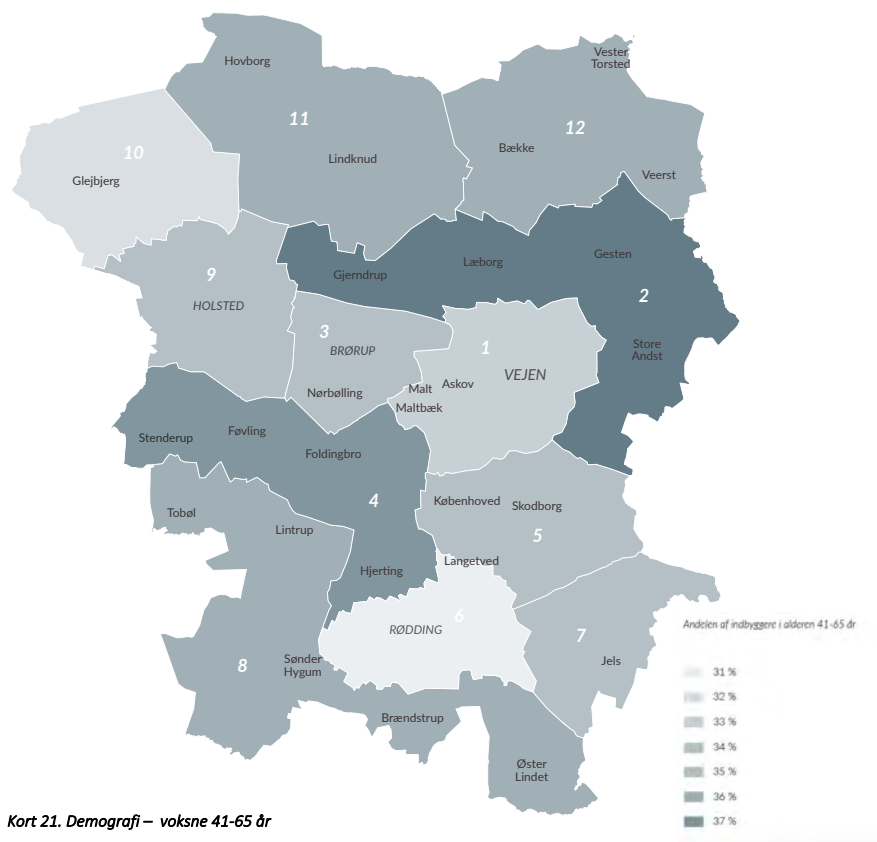 Vester
Torsted
Hovborg
11
12
Bække
10
Lindknud
Glejbjerg
Veerst
Gesten
Læborg
9
Gjerndrup
2
HOLSTED
3
1
BRØRUP
Store
Andst
VEJEN
Malt
Askov
Nørbølling
Maltbæk
Føvling
Stenderup
Foldingbro
4
Københoved
Skodborg
Tobøl
Lintrup
5
Langetved
Hjerting
6
RØDDING
7
Andelen af indbyggere i alderen 41-65 år
8
Sønder
Hygum
Jels
31 %
32 %
33 %
34 %
35 %
36 %
37 %
Brændstrup
Øster
Lindet
Kort 21. Demografi – voksne 41-65 år